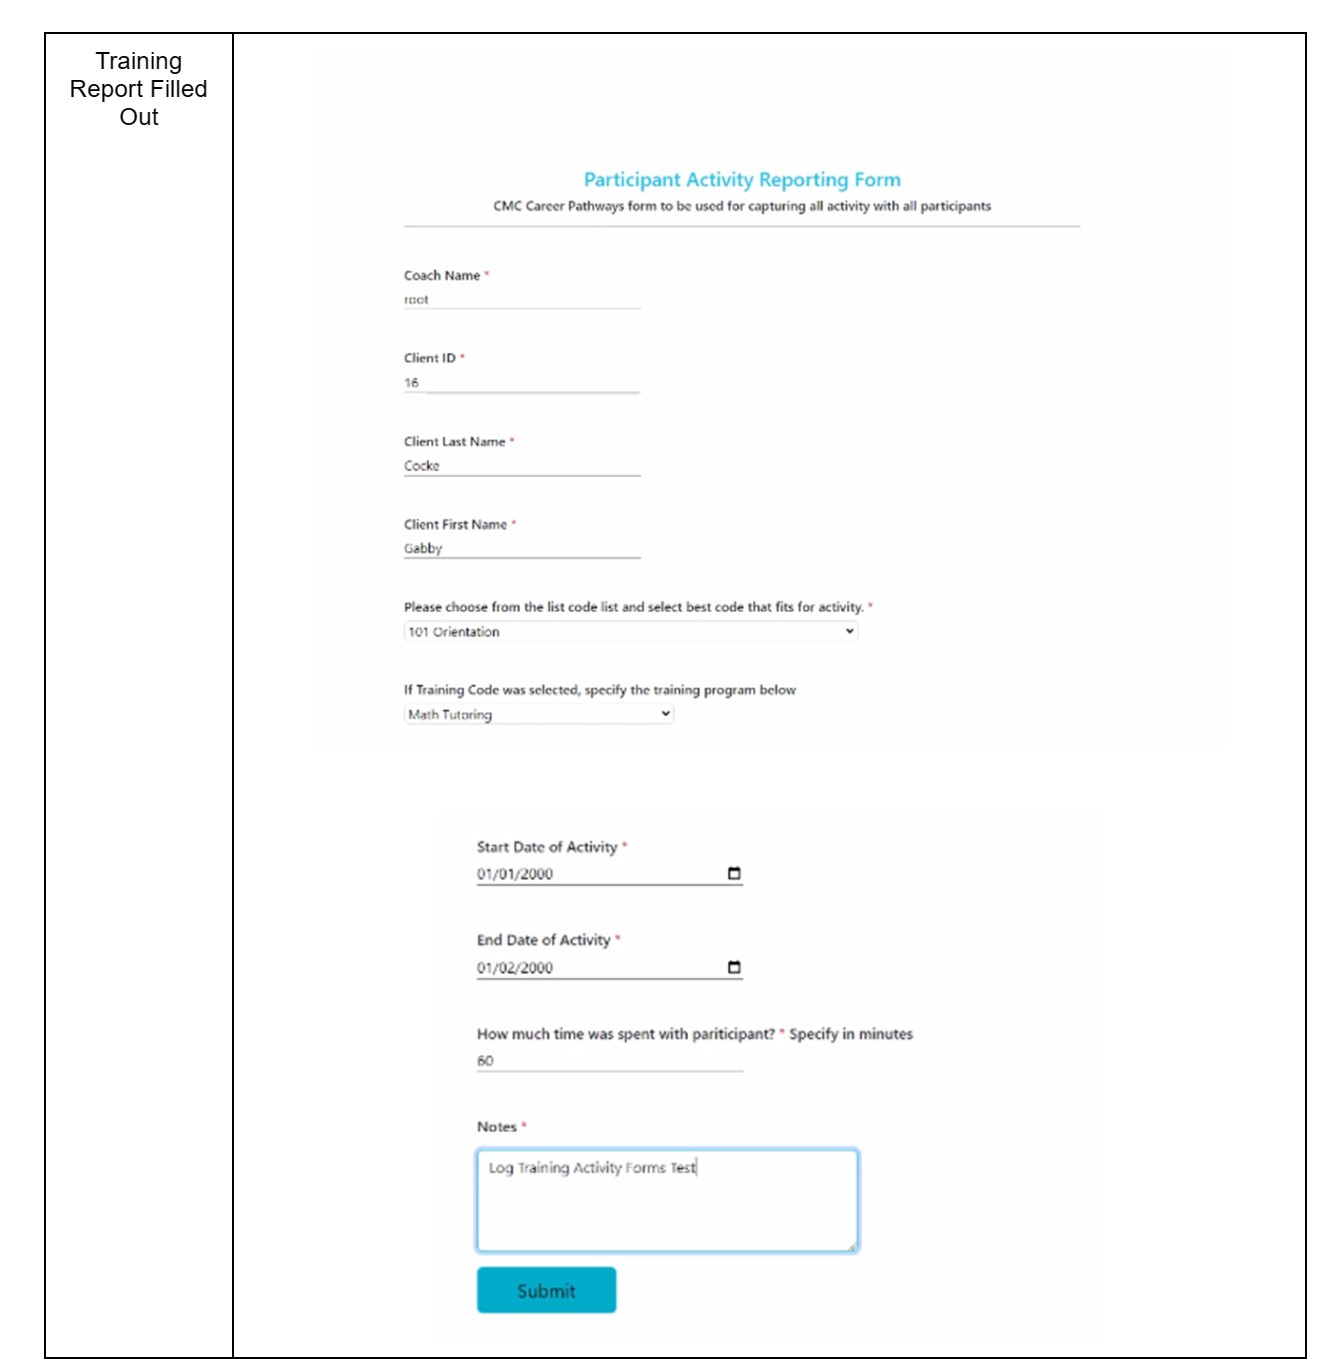 Training
Report Filled
Out
Participant Activity Reporting Form
CMC Career Pathways form to be used for capturing all activity with all participants
Coach Name *
root
Client ID *
16
Client Last Name *
Cocke
Client First Name *
Gabby
Please choose from the list code list and select best code that fits for activity. *
101 Orientation
If Training Code was selected, specify the training program below
Math Tutoring
Start Date of Activity *
01/01/2000
End Date of Activity *
01/02/2000
How much time was spent with pariticipant? * Specify in minutes
60
Notes *
Log Training Activity Forms Test
Submit